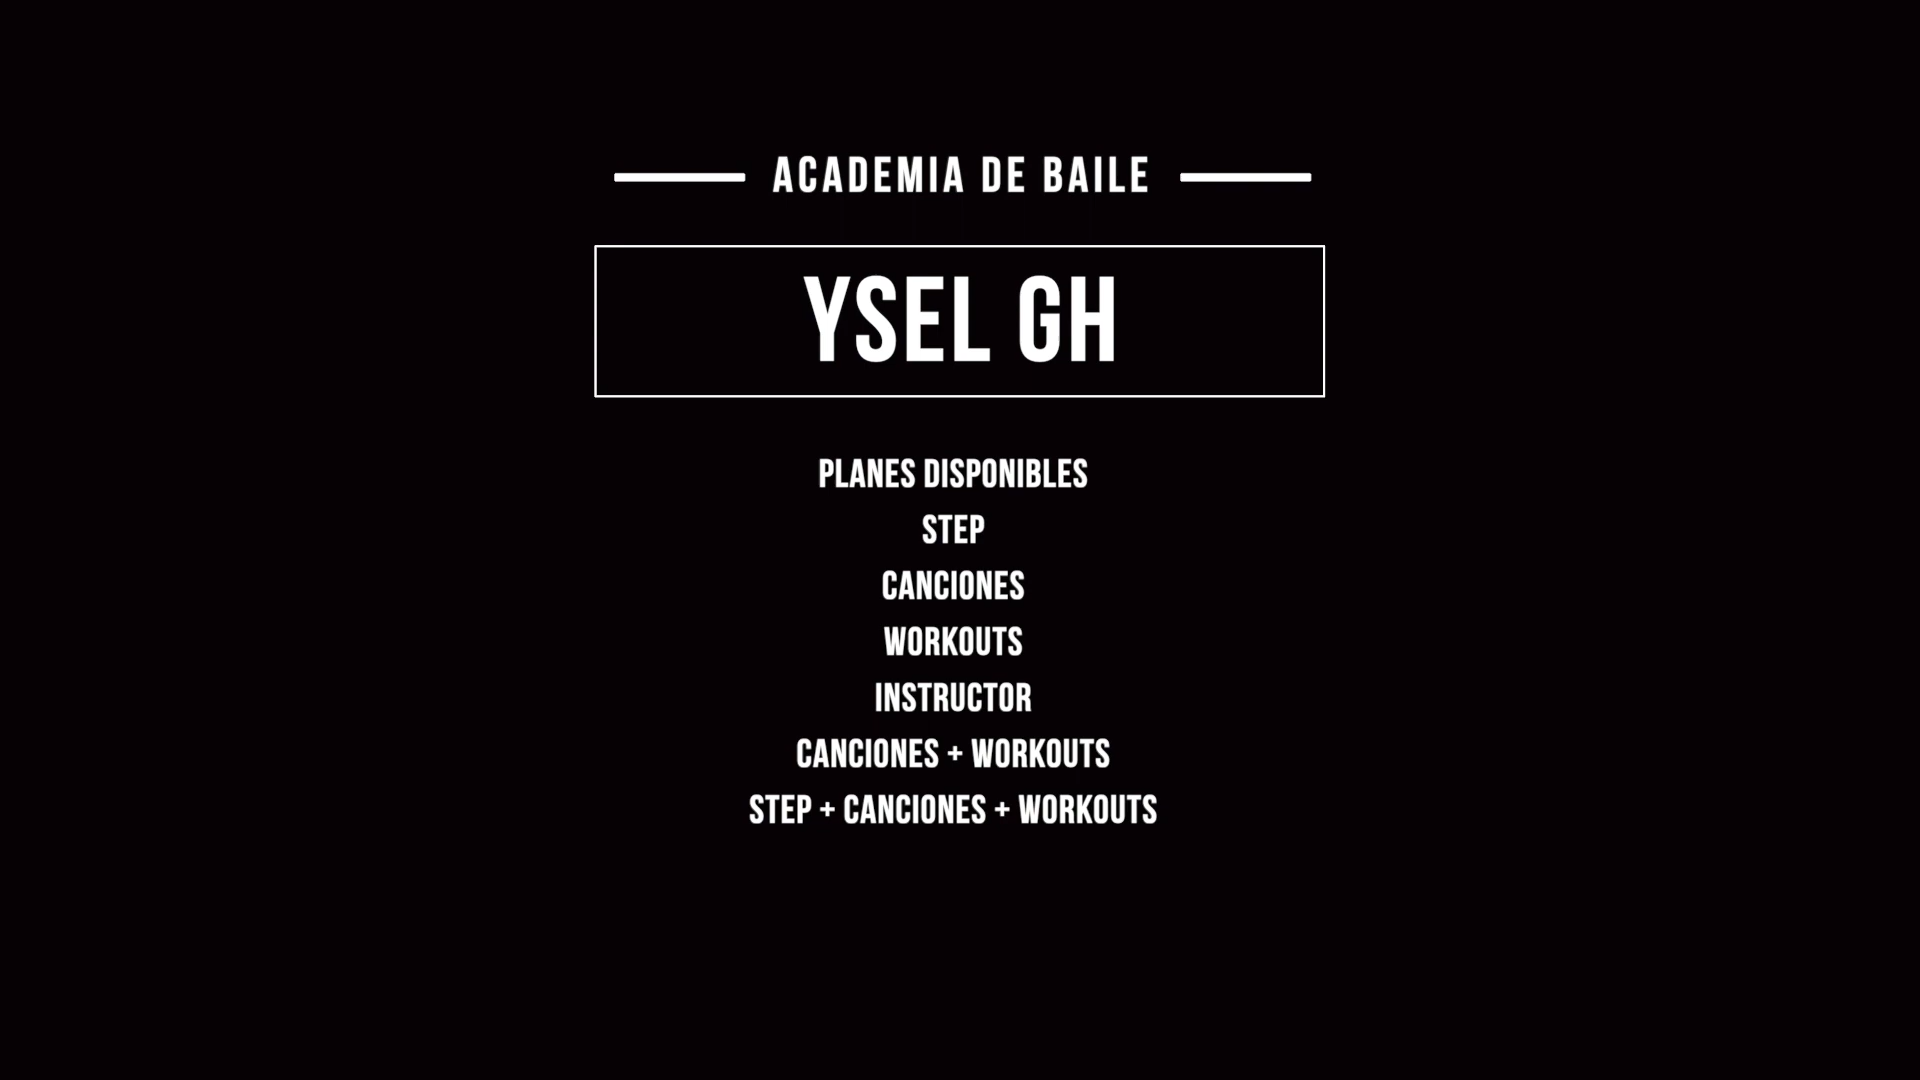 ACADEMIA DE BAILE
YSEL GH
PLANES DISPONIBLES
STEP
CANCIONES
WORKOUTS
INSTRUCTOR
CANCIONES + WORKOUTS
STEP + CANCIONES + WORKOUTS